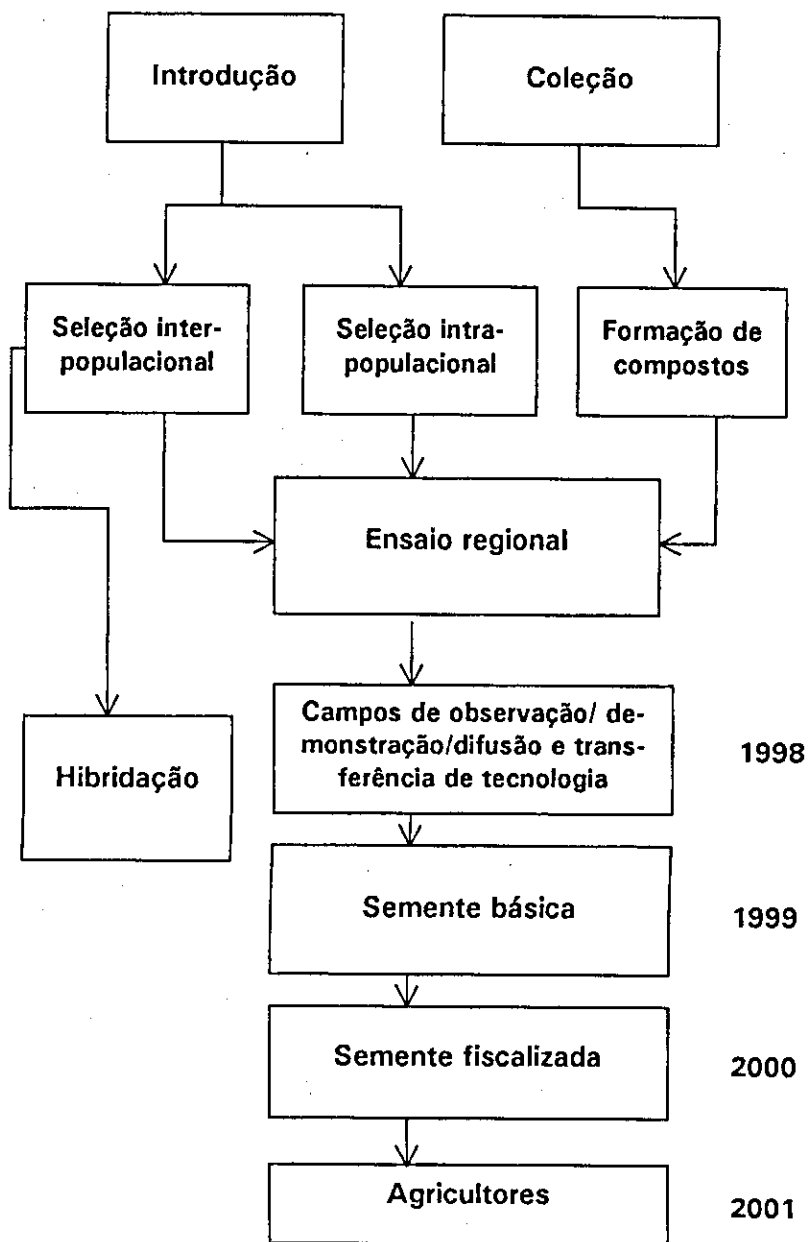 Introdução
Coleção
Seleção inter-
populacional
Seleção intra-
populacional
Formação de
compostos
Ensaio regional
Hibridação
Campos de observação/ de-
monstração/difusão e trans-
ferência de tecnologia
1998
Semente básica
1999
Semente fiscalizada
2000
Agricultores
2001